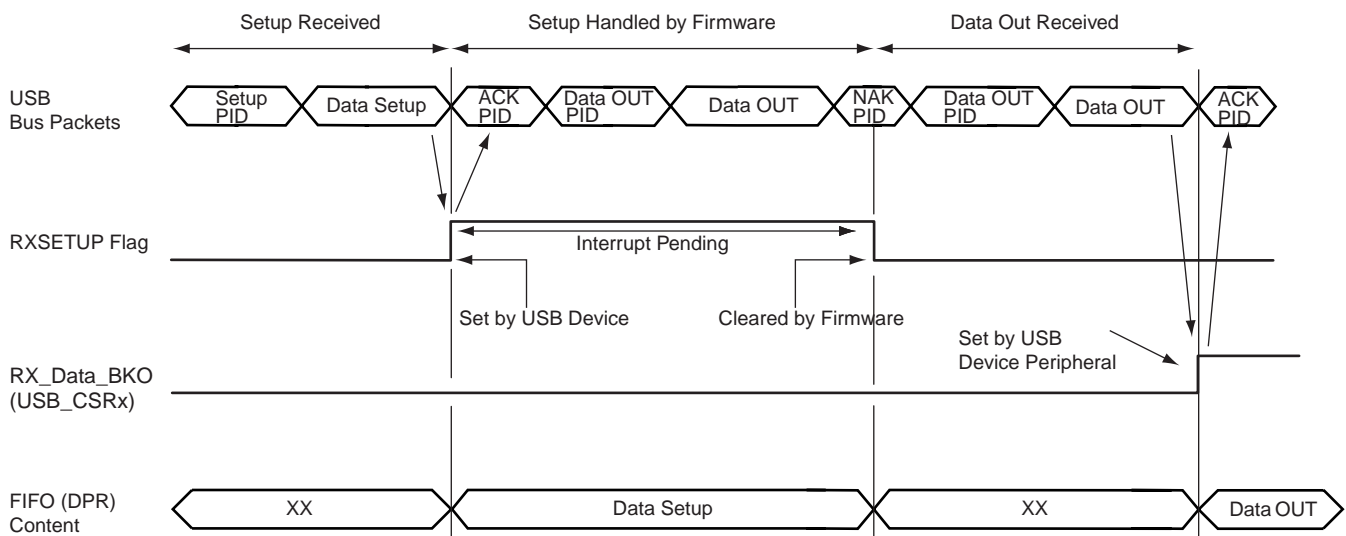 Setup Received
Setup Handled by Firmware
Data Out Received
USB
Bus Packets
Setup
PID
Data Setup
ACK
PID
Data OUT
PID
Data OUT
NAK
PID
Data OUT
PID
Data OUT
ACK
PID
RXSETUP Flag
Interrupt Pending
Set by USB Device
Cleared by Firmware
Set by USB
Device Peripheral
RX_Data_BKO
(USB_CSRx)
FIFO (DPR)
Content
XX
Data Setup
XX
Data OUT